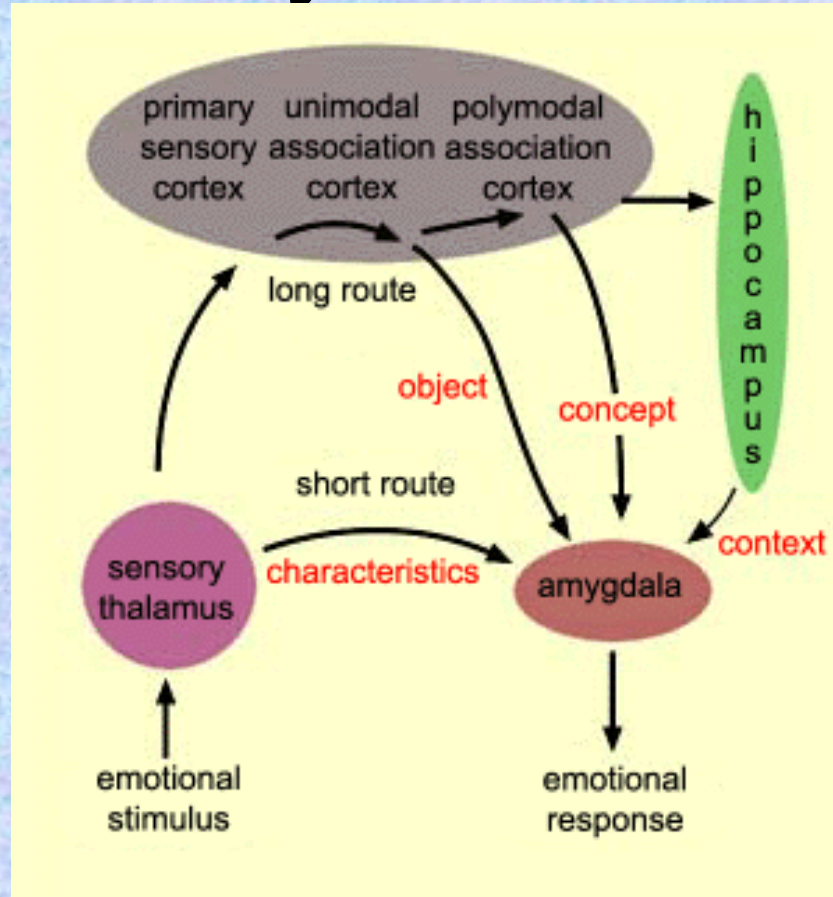 primary
sensory
cortex
unimodal
association
cortex
polymodal
association
cortex
hippocampus
long route
object
concept
short route
characteristics
context
sensory
thalamus
amygdala
emotional
stimulus
emotional
response